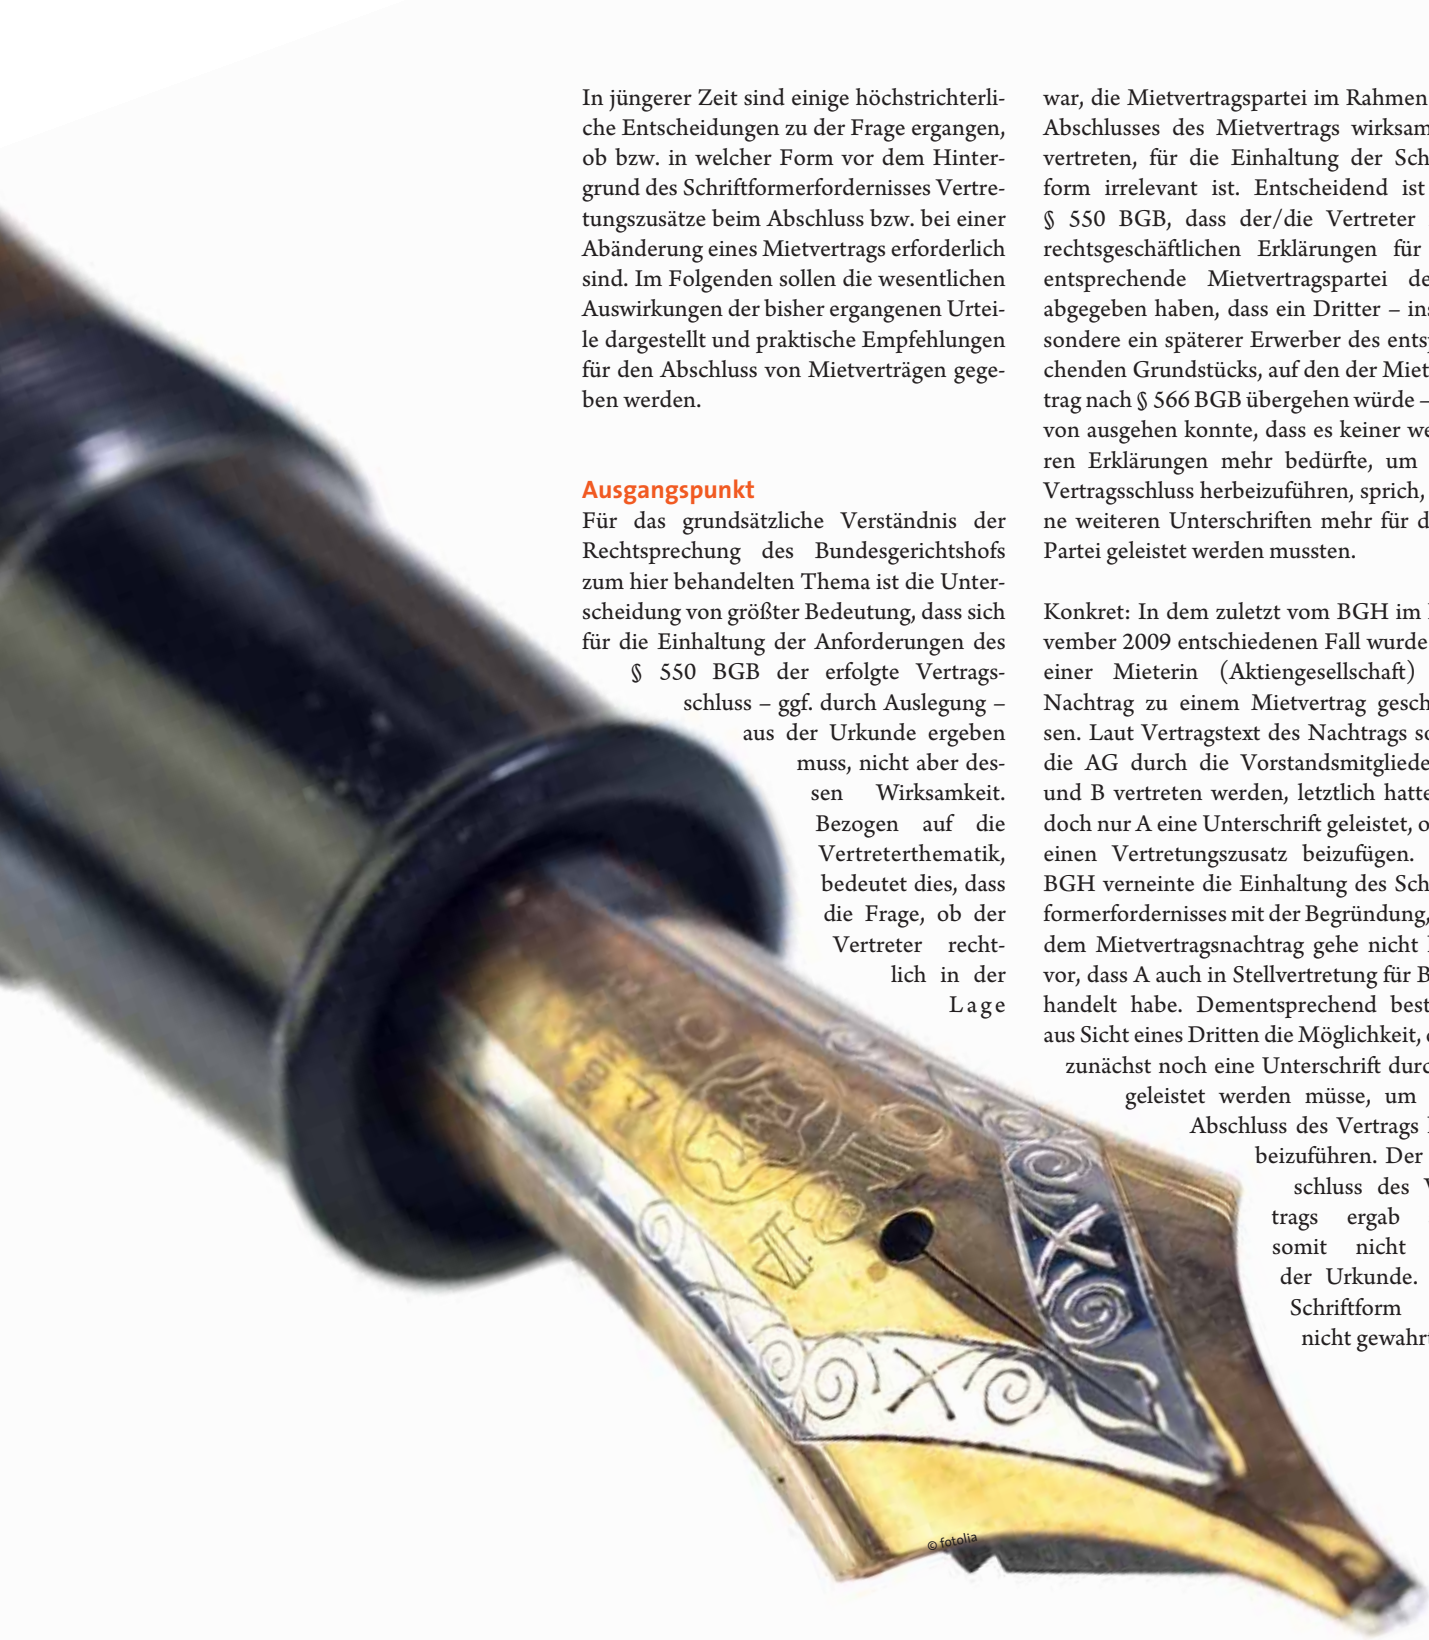 In jüngerer Zeit sind einige höchstrichterli-
che Entscheidungen zu der Frage ergangen,
ob bzw. in welcher Form vor dem Hinter-
grund des Schriftformerfordernisses Vertre-
tungszusätze beim Abschluss bzw. bei einer
Abänderung eines Mietvertrags erforderlich
sind. Im Folgenden sollen die wesentlichen
Auswirkungen der bisher ergangenen Urtei-
le dargestellt und praktische Empfehlungen
für den Abschluss von Mietverträgen gege-
ben werden.
Ausgangspunkt
Für das grundsätzliche Verständnis der
Rechtsprechung des Bundesgerichtshofs
zum hier behandelten Thema ist die Unter-
scheidung von größter Bedeutung, dass sich
für die Einhaltung der Anforderungen des
§ 550 BGB der erfolgte Vertrags-
schluss – ggf. durch Auslegung –
aus der Urkunde ergeben
muss, nicht aber des-
sen Wirksamkeit.
Bezogen auf die
Vertreterthematik,
bedeutet dies, dass
die Frage, ob der
Vertreter recht-
lich in der
Lage
war, die Mietvertragspartei im Rahmen
Abschlusses des Mietvertrags wirksam
vertreten, für die Einhaltung der Sch
form irrelevant ist. Entscheidend ist
§ 550 BGB, dass der/die Vertreter
rechtsgeschäftlichen Erklärungen für
entsprechende Mietvertragspartei de
abgegeben haben, dass ein Dritter – ins
sondere ein späterer Erwerber des entsp
chenden Grundstücks, auf den der Miet
trag nach § 566 BGB übergehen würde –
von ausgehen konnte, dass es keiner we
ren Erklärungen mehr bedürfte, um
Vertragsschluss herbeizuführen, sprich,
ne weiteren Unterschriften mehr für d
Partei geleistet werden mussten.
Konkret: In dem zuletzt vom BGH im
vember 2009 entschiedenen Fall wurde
einer Mieterin (Aktiengesellschaft)
Nachtrag zu einem Mietvertrag gesch
sen. Laut Vertragstext des Nachtrags so
die AG durch die Vorstandsmitgliede
und B vertreten werden, letztlich hatte
doch nur A eine Unterschrift geleistet, o
einen Vertretungszusatz beizufügen.
BGH verneinte die Einhaltung des Sch
formerfordernisses mit der Begründung,
dem Mietvertragsnachtrag gehe nicht
vor, dass A auch in Stellvertretung für B
handelt habe. Dementsprechend best
aus Sicht eines Dritten die Möglichkeit,
zunächst noch eine Unterschrift durc
geleistet werden müsse, um
Abschluss des Vertrags
beizuführen. Der
schluss des
trags ergab
somit nicht
der Urkunde.
Schriftform
nicht gewahrt
© fotolia